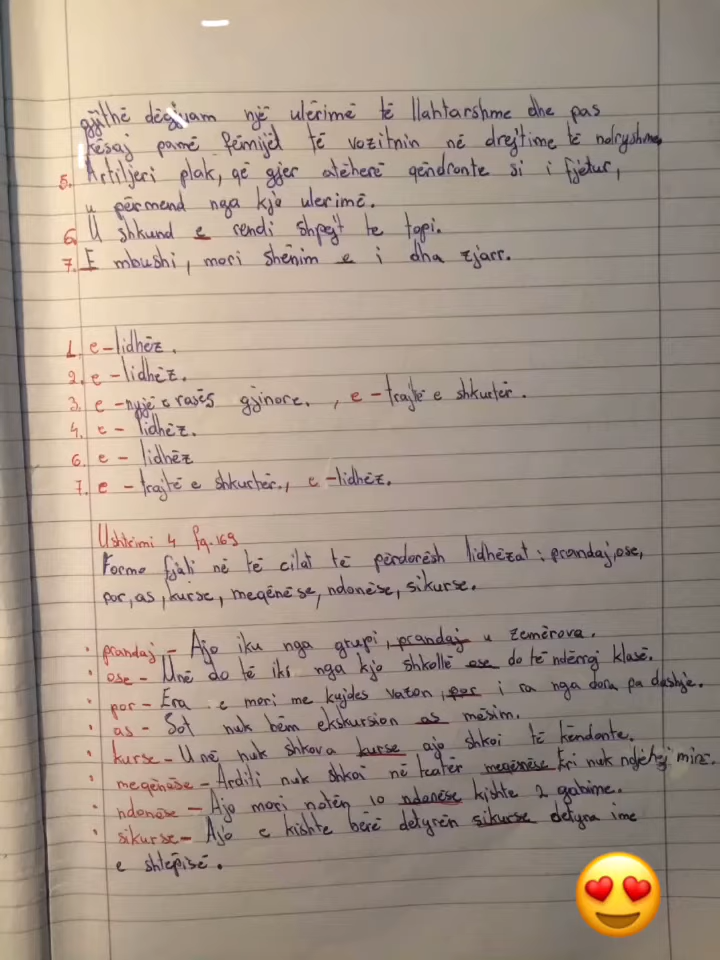 gjithë dëgjuam një ulërimë të llahtarshme dhe pas
kësaj pamë fëmijët të vozitnin në drejtime të ndryshme.
5. Artiljeri plak, që gjer atëherë qëndronte si i fjetur,
u përmend nga kjo ulerimë.
6. U shkund e rendi shpejt te topi.
7. E mbushi, mori shënim e i dha zjarr.
1. e-lidhëz.
2. e-lidhëz.
3. e-nyjë e rasës gjinore., e-trajtë e shkurtër.
4. e- lidhëz.
6. e- lidhëz
7. e-trajtë e shkurtër., e-lidhëz.
Ushtrimi 4 fq.169
Formo fjali në të cilat të përdorësh lidhëzat: prandaj, ose,
por, as, kurse, meqënëse, ndonëse, sikurse.
• prandaj- Ajo iku nga grupi, prandaj u zemërova.
• ose- Unë do të iki nga kjo shkollë ose do të ndërroj klasë.
• por- Era e mori me kujdes vazon, por i ra nga dora pa dashje.
• as- Sot nuk bëm ekskursion as mësim.
• kurse- Unë nuk shkova kurse ajo shkoi të këndonte.
• meqënëse- Arditi nuk shkoi në teatër meqënëse Kri nuk ndjehej mirë.
• ndonëse- Ajo mori notën 10 ndonëse kishte 2 gabime.
• sikurse- Ajo e kishte bërë detyrën sikurse detyra ime
e shtëpisë.